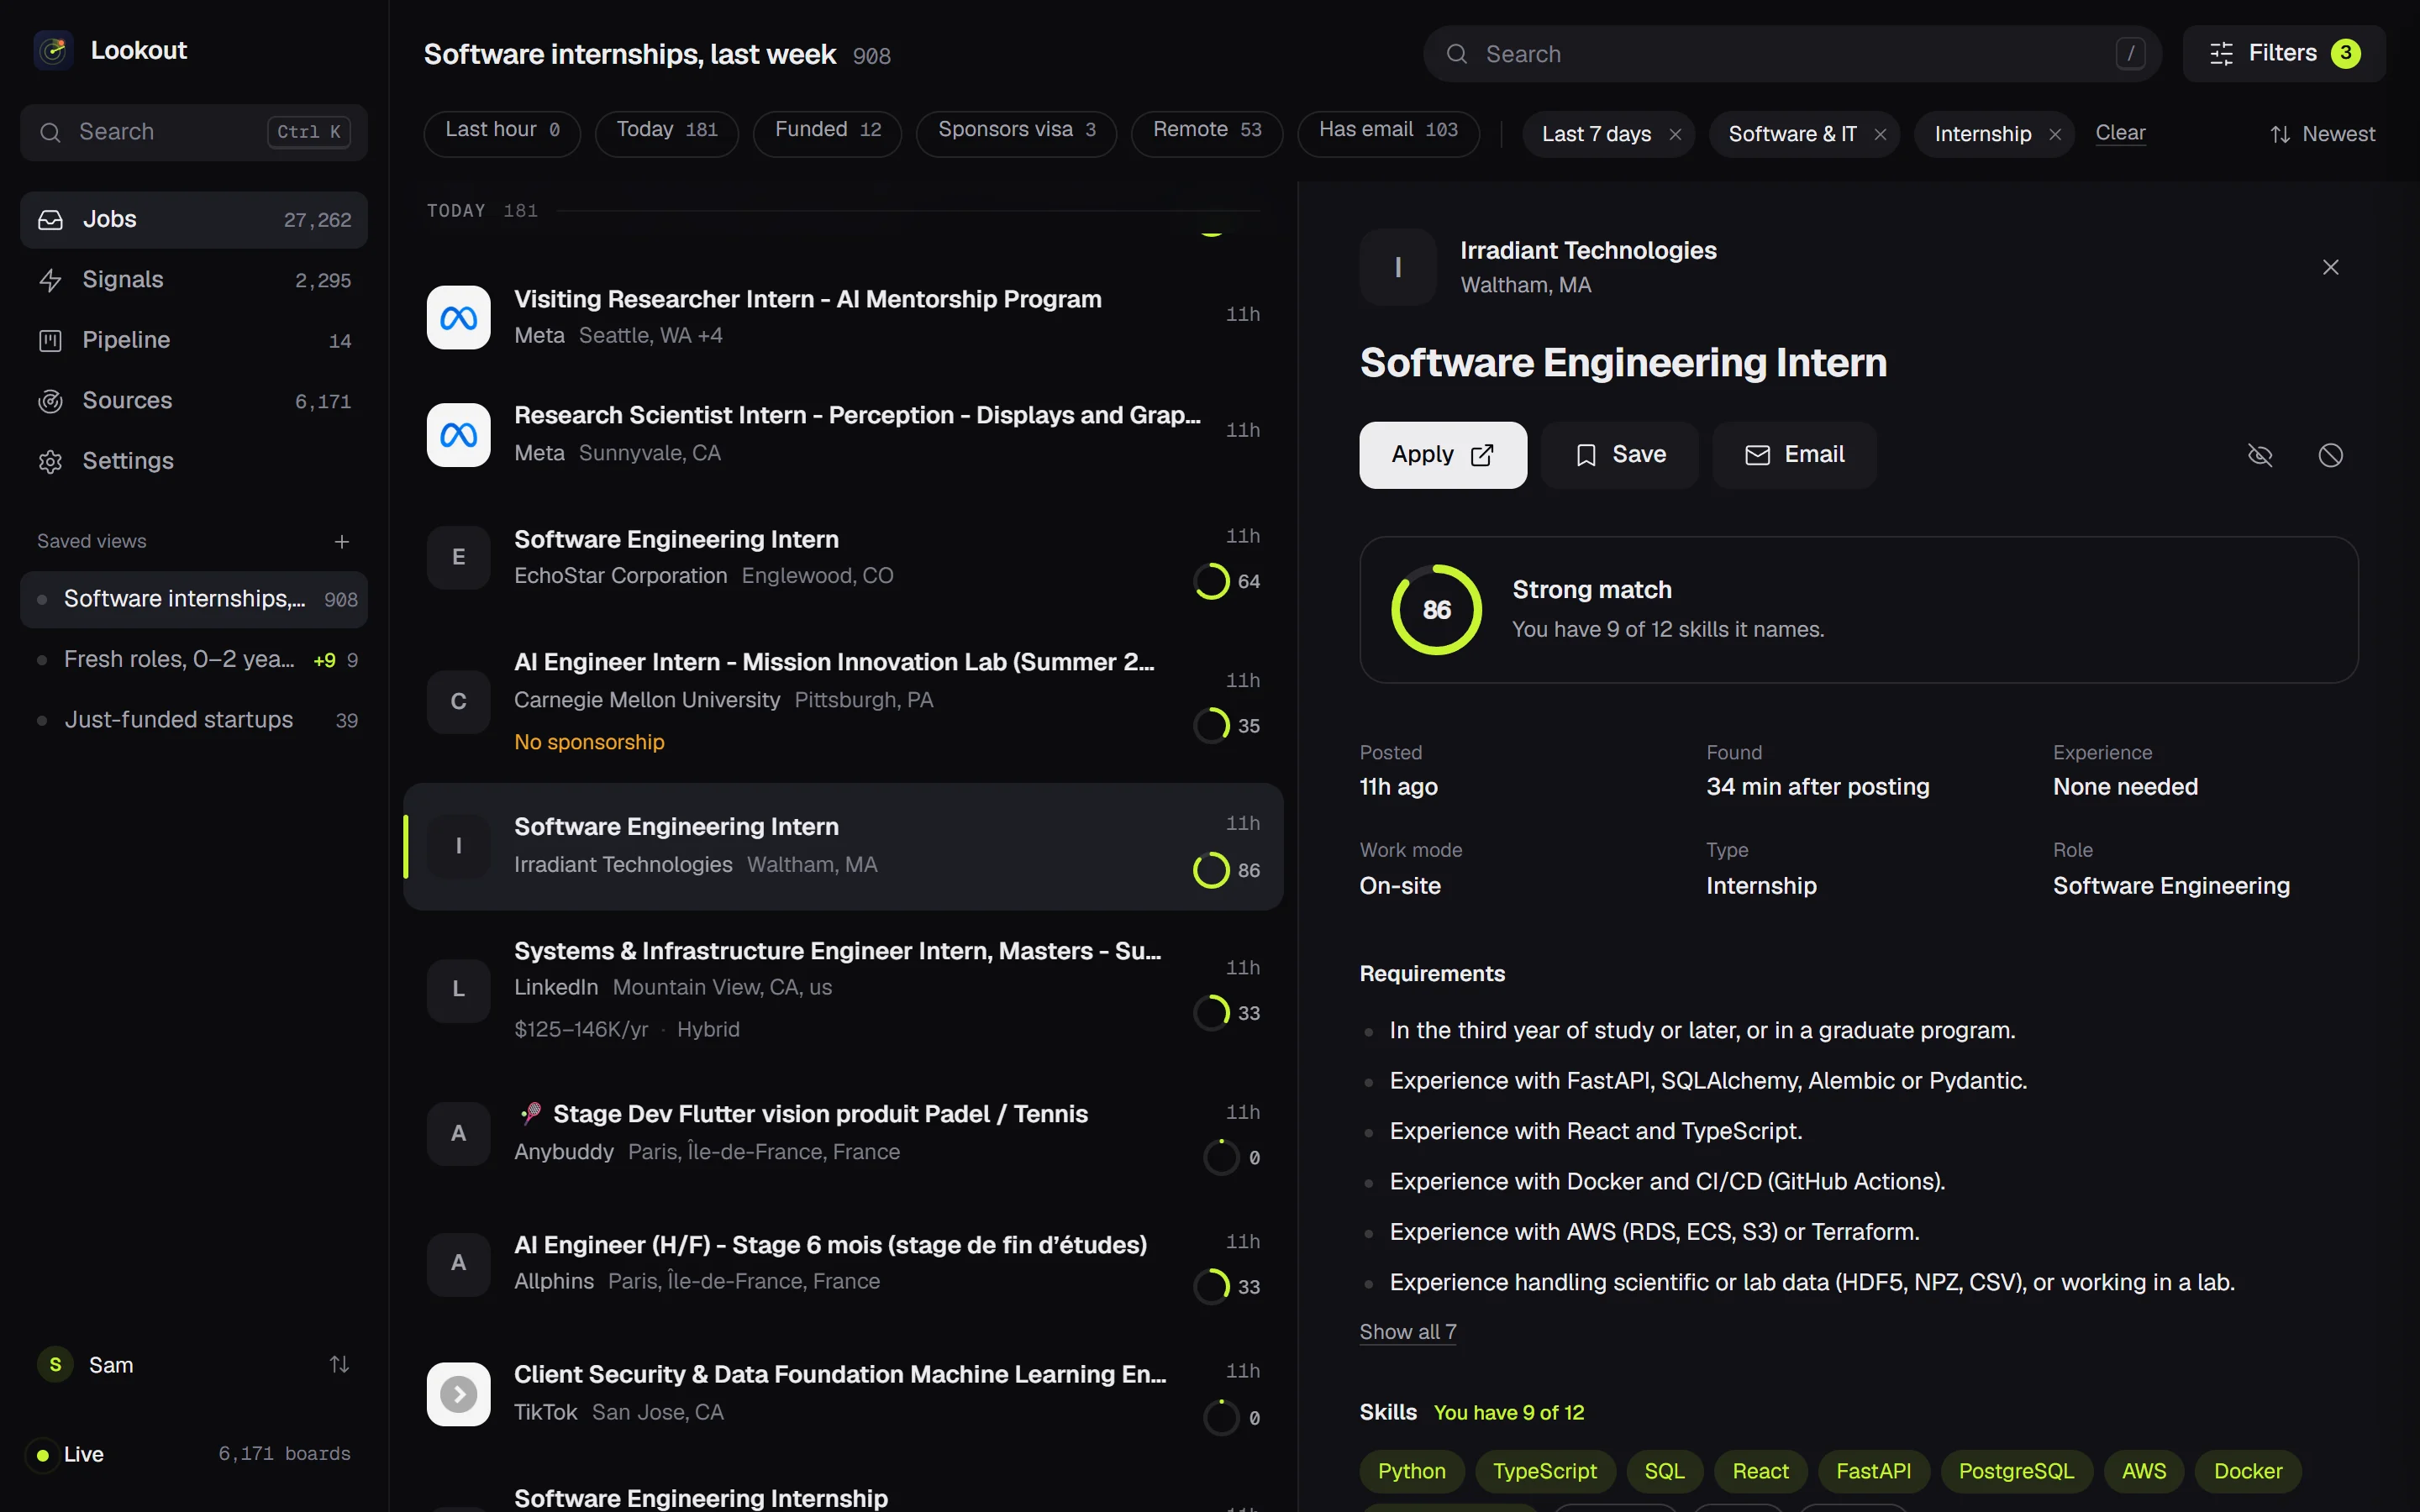 Lookout
Search Ctrl K
Jobs 27,262
Signals 2,295
Pipeline 14
Sources 6,171
Settings
Saved views
Software internships,... 908
Fresh roles, 0–2 yea... +9 9
Just-funded startups 39
S Sam
Live 6,171 boards
Software internships, last week 908
Search /
Filters 3
Last hour 0 Today 181 Funded 12 Sponsors visa 3 Remote 53 Has email 103 Last 7 days Software & IT Internship Clear Newest
TODAY 181
Visiting Researcher Intern - AI Mentorship Program 11h
Meta Seattle, WA +4
Research Scientist Intern - Perception - Displays and Grap... 11h
Meta Sunnyvale, CA
E
Software Engineering Intern 11h
EchoStar Corporation Englewood, CO 64
C
AI Engineer Intern - Mission Innovation Lab (Summer 2... 11h
Carnegie Mellon University Pittsburgh, PA 35
No sponsorship
I
Software Engineering Intern 11h
Irradiant Technologies Waltham, MA 86
L
Systems & Infrastructure Engineer Intern, Masters - Su... 11h
LinkedIn Mountain View, CA, us 33
$125–146K/yr · Hybrid
A
Stage Dev Flutter vision produit Padel / Tennis 11h
Anybuddy Paris, Île-de-France, France 0
A
AI Engineer (H/F) - Stage 6 mois (stage de fin d’études) 11h
Allphins Paris, Île-de-France, France 33
Client Security & Data Foundation Machine Learning En... 11h
TikTok San Jose, CA 0
Software Engineering Internship
I
Irradiant Technologies
Waltham, MA
Software Engineering Intern
Apply Save Email
86
Strong match
You have 9 of 12 skills it names.
Posted Found Experience
11h ago 34 min after posting None needed
Work mode Type Role
On-site Internship Software Engineering
Requirements
In the third year of study or later, or in a graduate program.
Experience with FastAPI, SQLAlchemy, Alembic or Pydantic.
Experience with React and TypeScript.
Experience with Docker and CI/CD (GitHub Actions).
Experience with AWS (RDS, ECS, S3) or Terraform.
Experience handling scientific or lab data (HDF5, NPZ, CSV), or working in a lab.
Show all 7
Skills You have 9 of 12
Python TypeScript SQL React FastAPI PostgreSQL AWS Docker